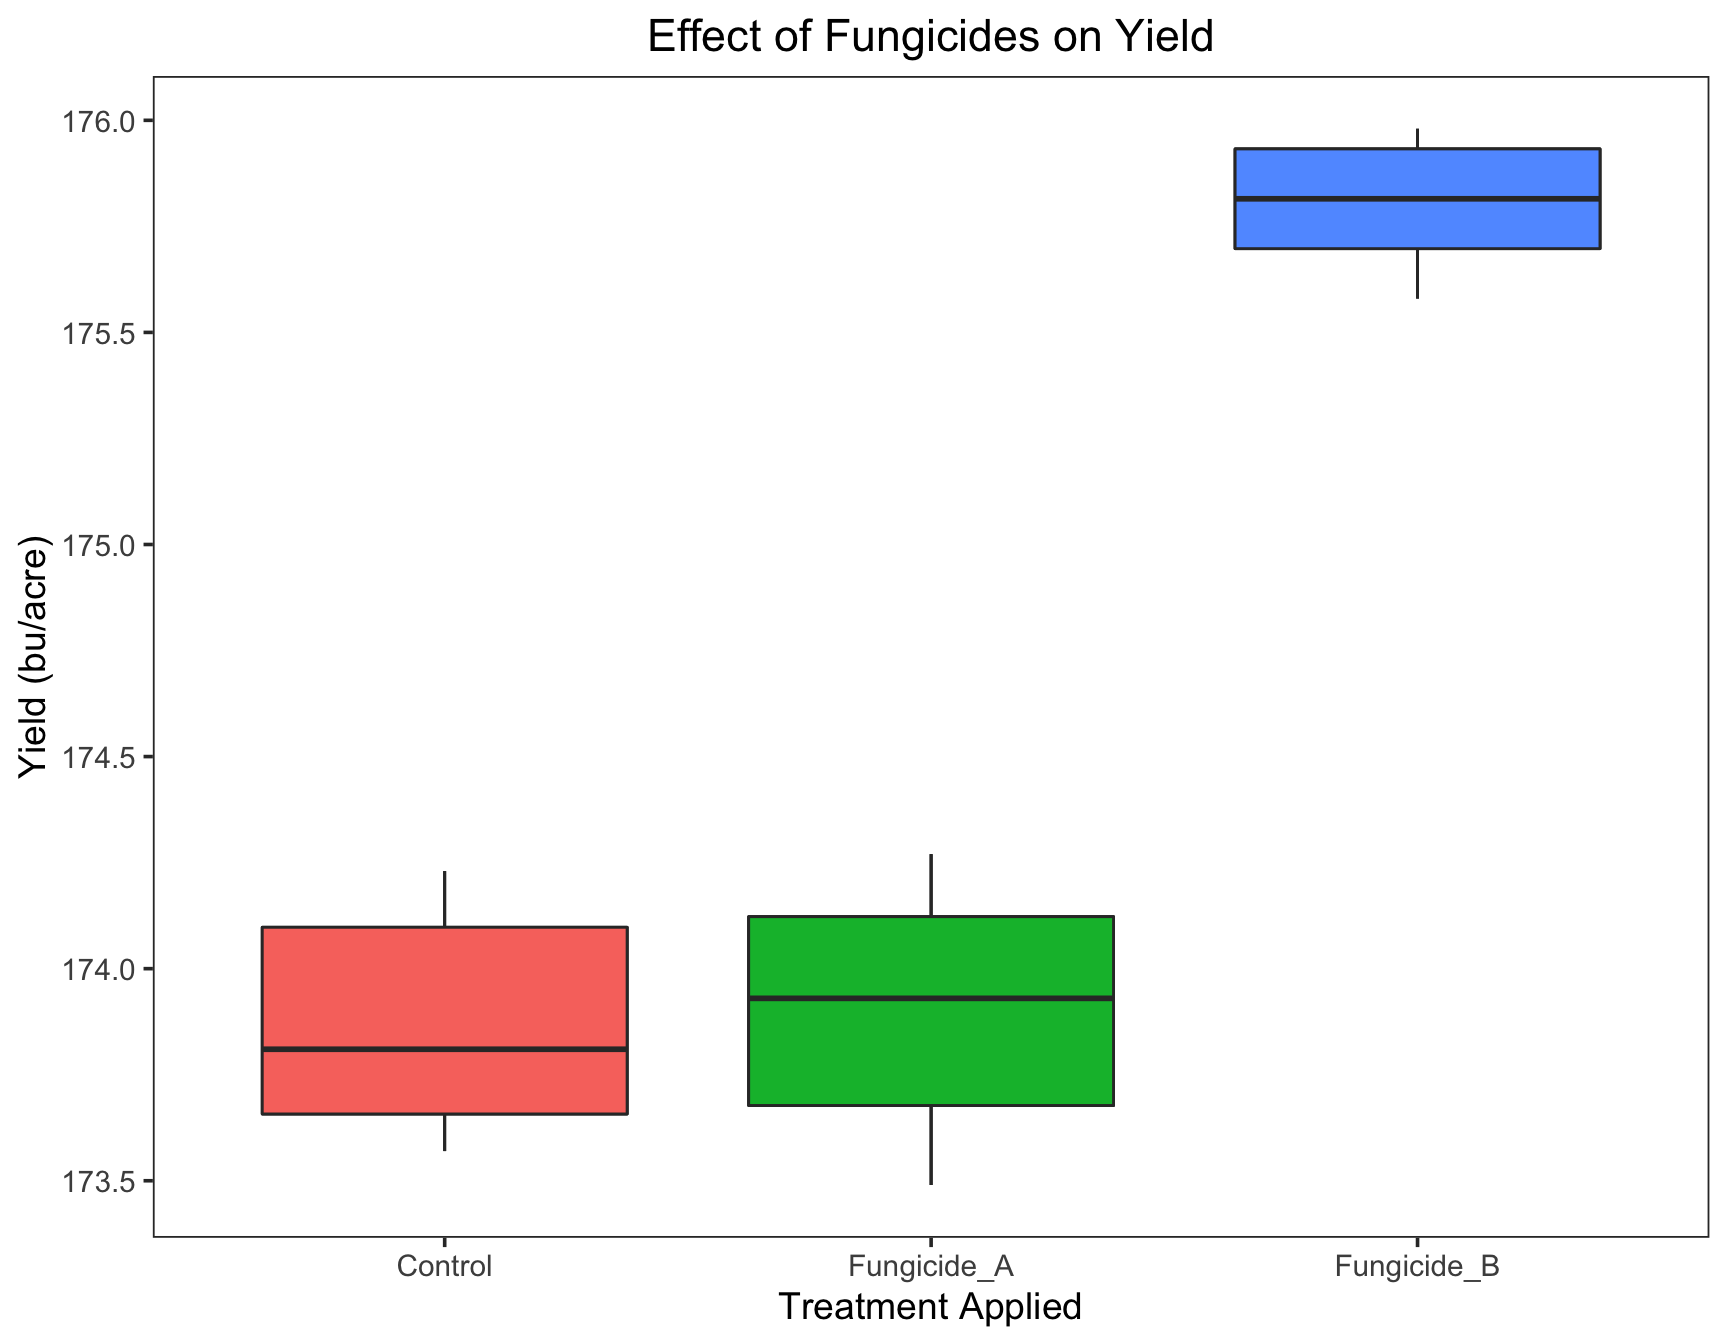 Effect of Fungicides on Yield
Yield (bu/acre)
176.0
175.5
175.0
174.5
174.0
173.5
Control Fungicide_A Fungicide_B
Treatment Applied